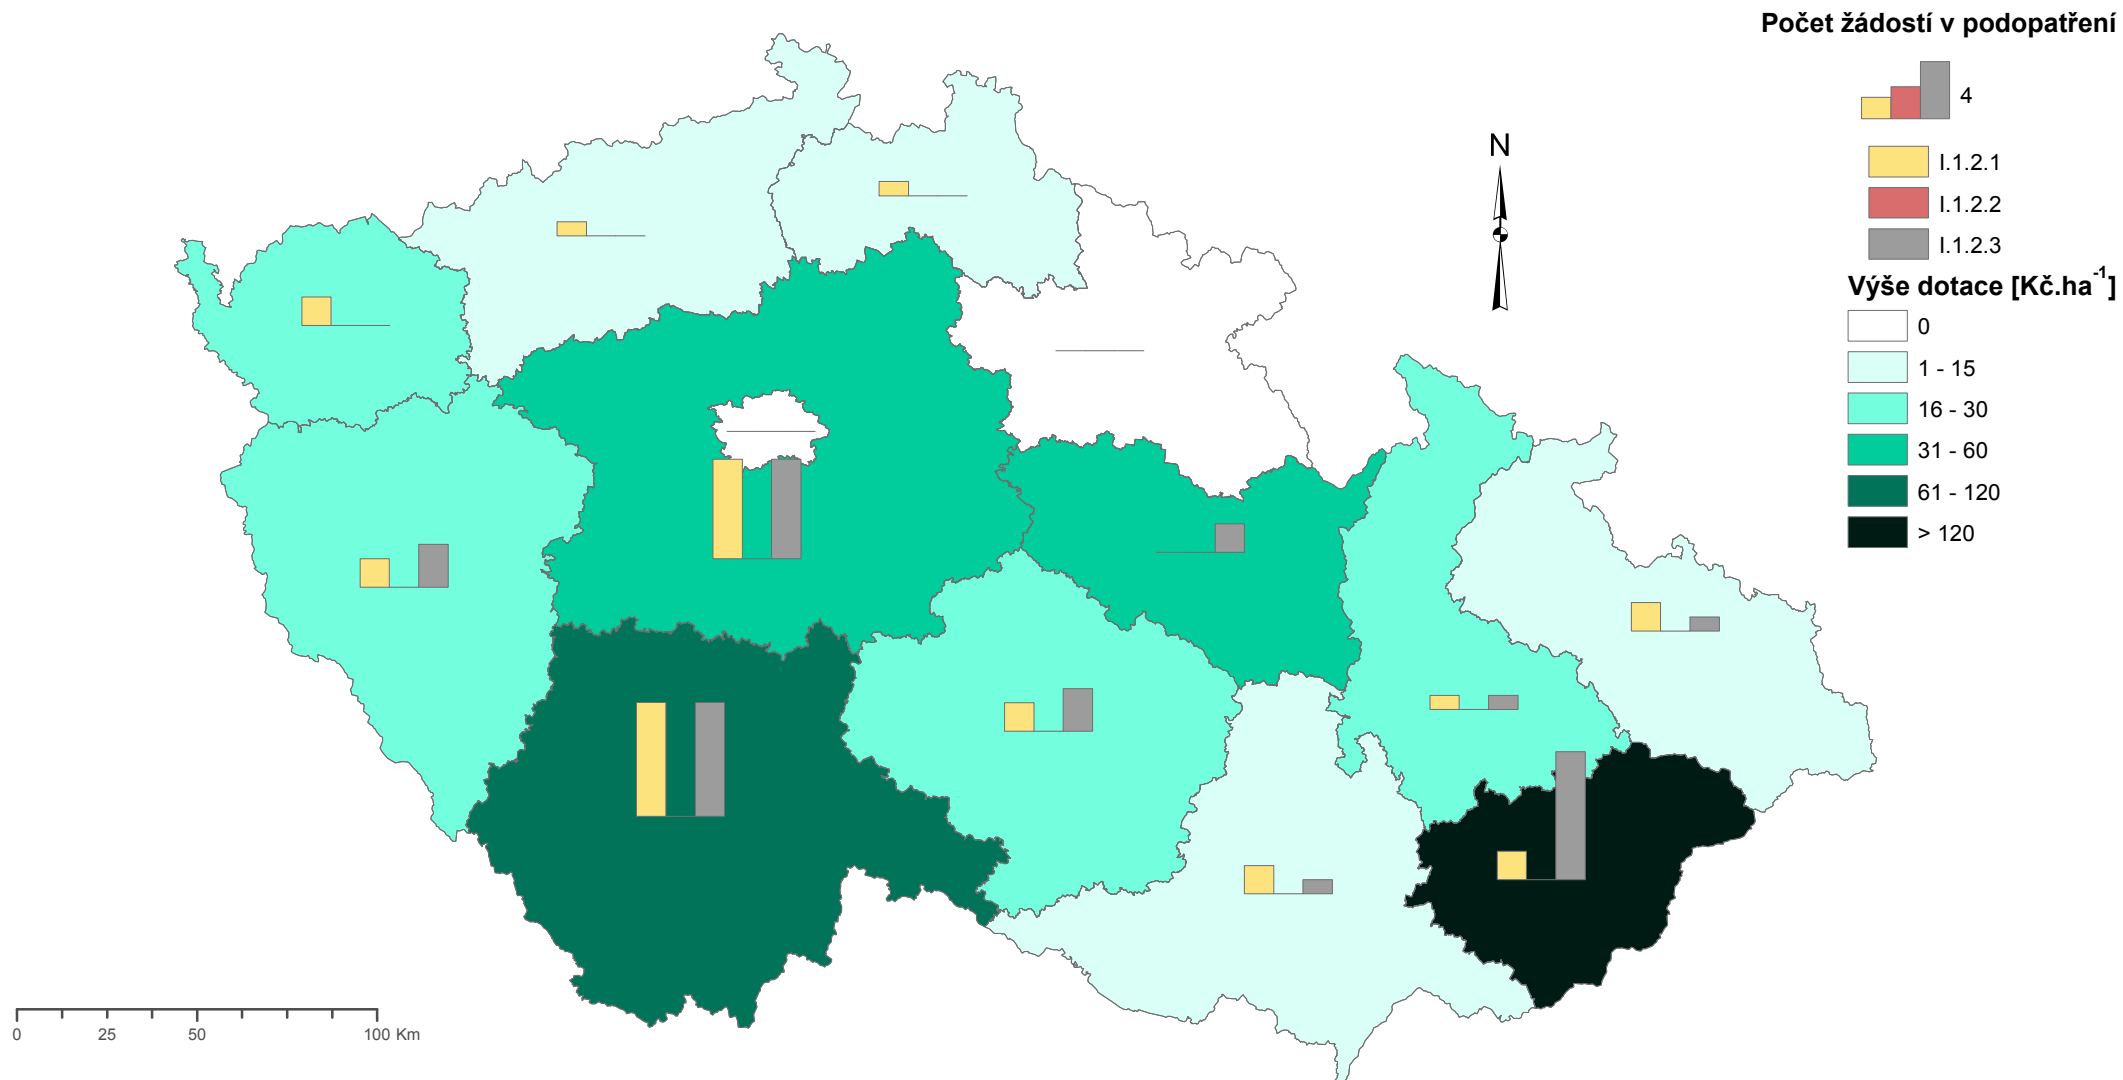 Počet žádostí v podopatření
4
I.1.2.1
I.1.2.2
I.1.2.3
Výše dotace [Kč.ha⁻¹]
0
1 - 15
16 - 30
31 - 60
61 - 120
> 120
N
0 25 50 100 Km